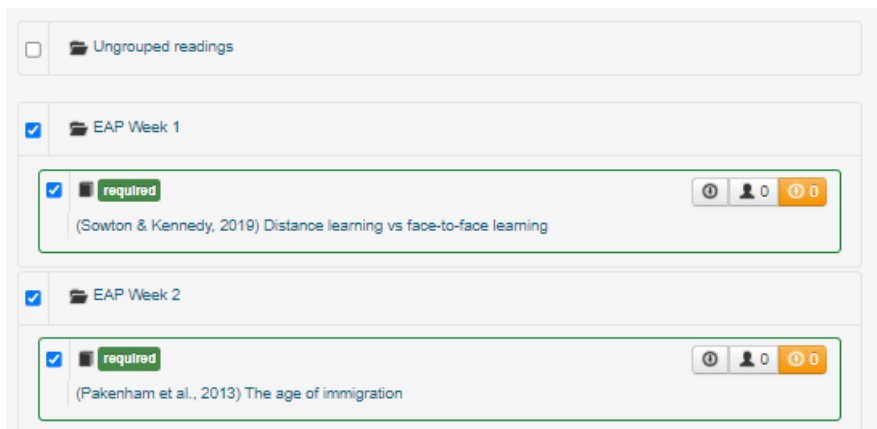 Ungrouped readings
EAP Week 1
required
0
0
(Sowton & Kennedy, 2019) Distance learning vs face-to-face learning
EAP Week 2
required
0
0
(Pakenham et al., 2013) The age of immigration